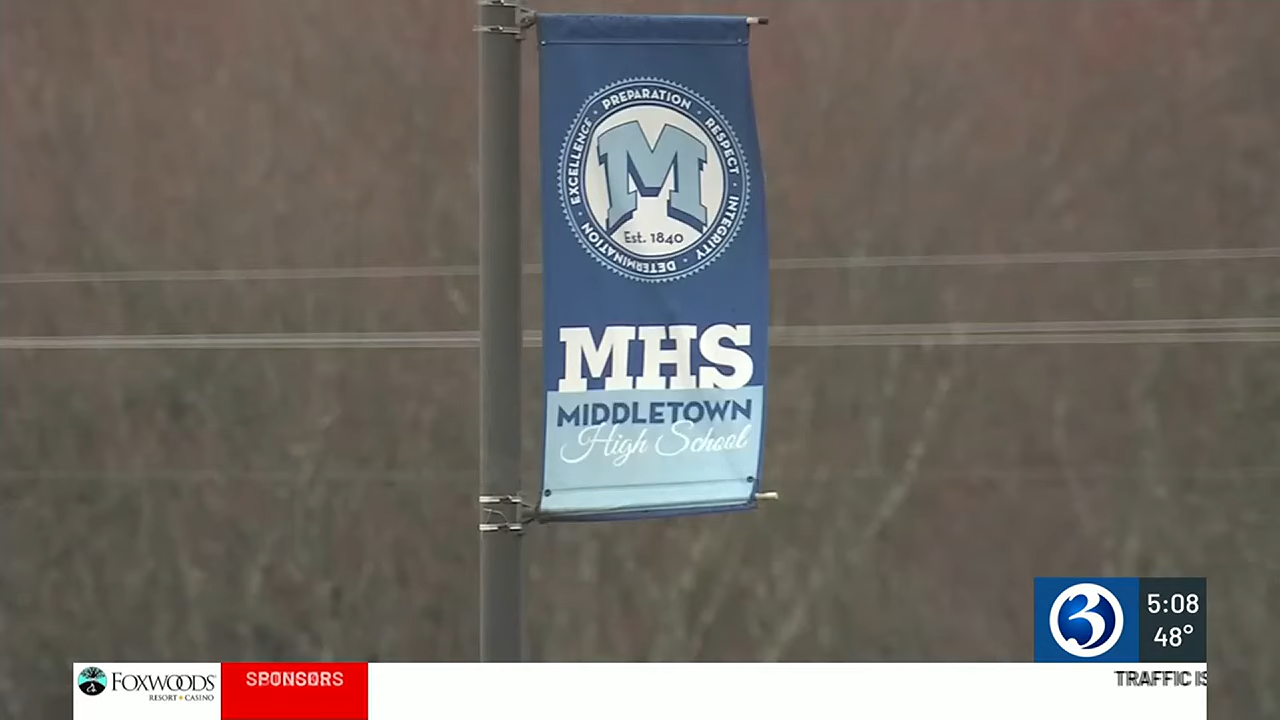 PREPARATION · RESPECT · INTEGRITY · DETERMINATION · EXCELLENCE ·
M
Est. 1840
MHS
MIDDLETOWN
High School
3
5:08
48°
FOXWOODS
RESORT • CASINO
SPONSORS
TRAFFIC IS